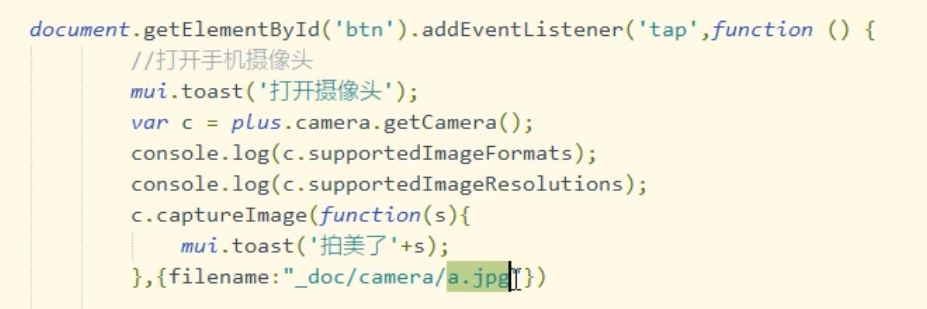 document.getElementById('btn').addEventListener('tap',function () {
//打开手机摄像头
mui.toast('打开摄像头');
var c = plus.camera.getCamera();
console.log(c.supportedImageFormats);
console.log(c.supportedImageResolutions);
c.captureImage(function(s){
mui.toast('拍美了'+s);
},{filename:"_doc/camera/a.jpg"})